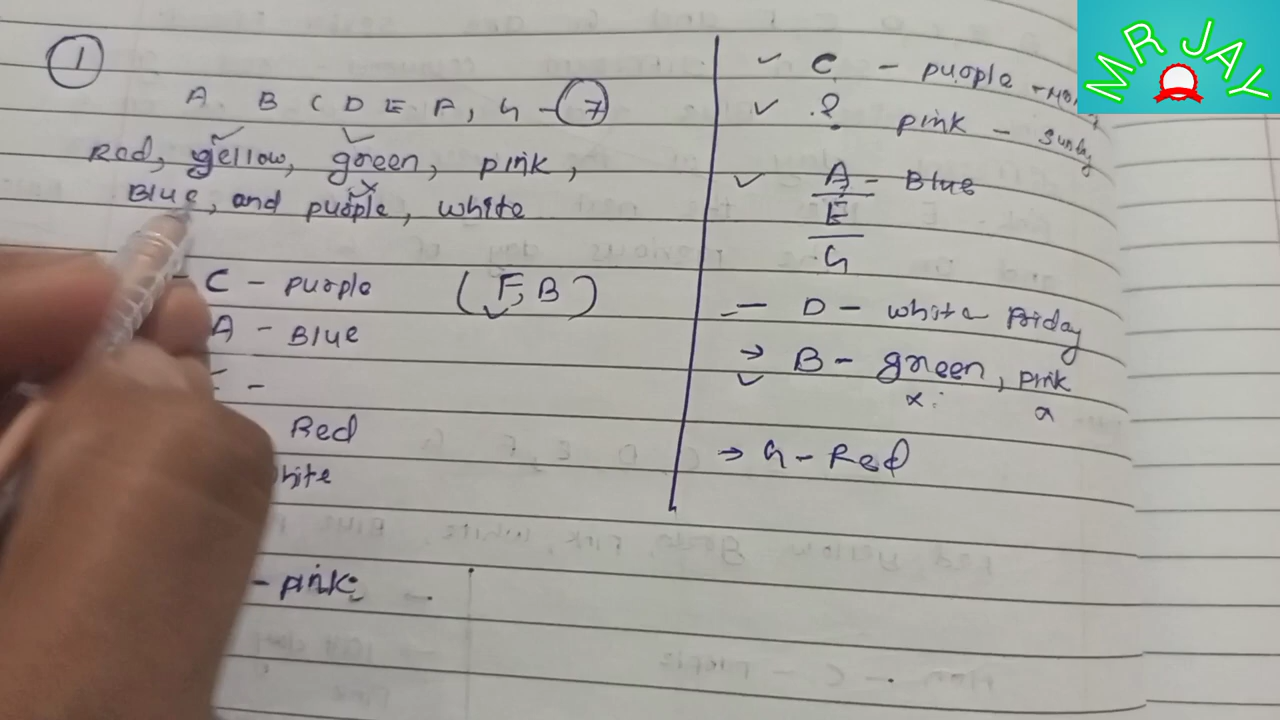 1
A B C D E F, G - 7
Red, yellow, green, pink,
Blue, and purple, white
C - purple (F, B)
A - Blue
-
Red
hite
- pink
C - purple
? pink - Sunday
A - Blue
E
G
- D - white Friday
→ B - green, pink
x x
→ G - Red
MR JAY